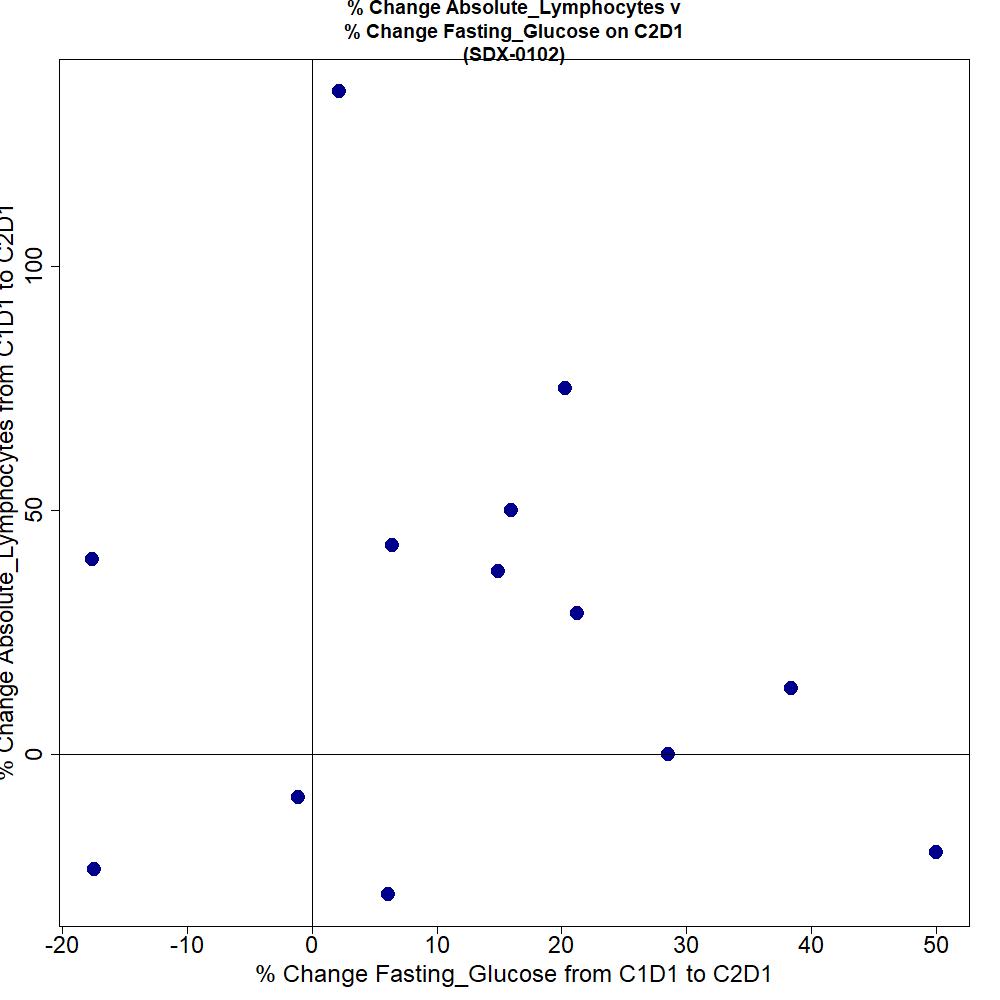 % Change Absolute_Lymphocytes v
% Change Fasting_Glucose on C2D1
(SDX-0102)
% Change Absolute_Lymphocytes from C1D1 to C2D1
100
50
0
-20 -10 0 10 20 30 40 50
% Change Fasting_Glucose from C1D1 to C2D1